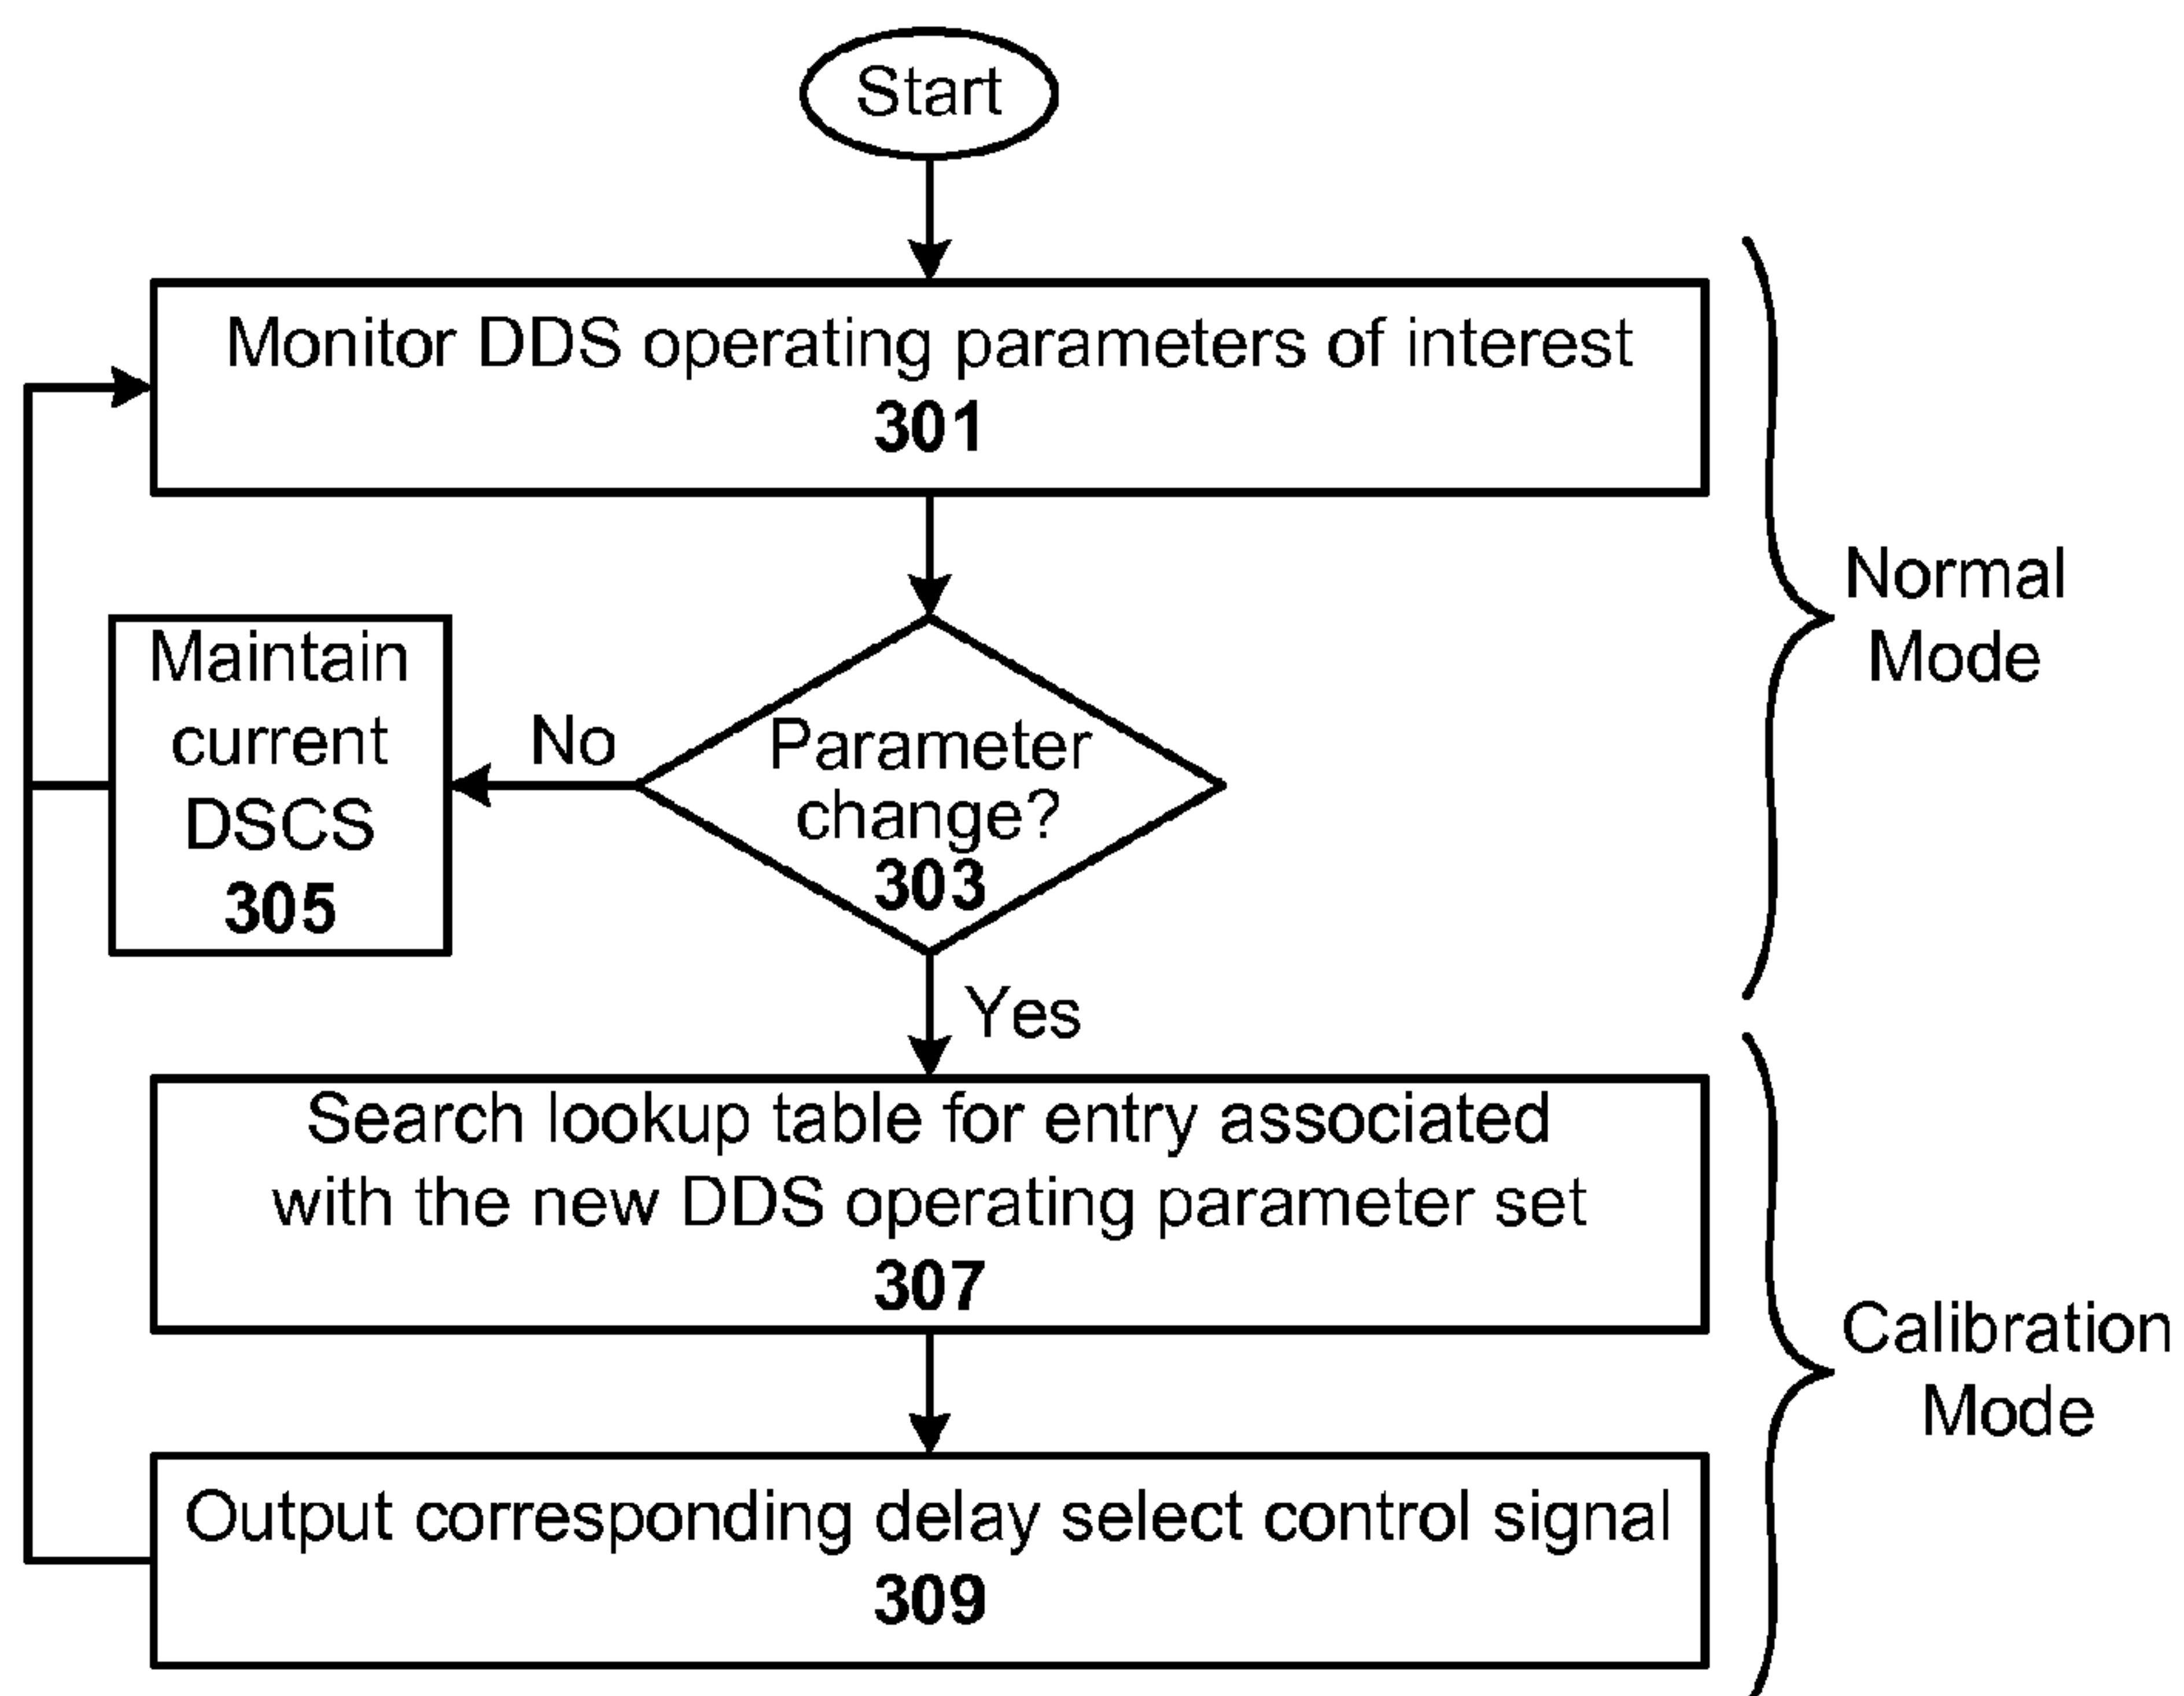 Start
Monitor DDS operating parameters of interest
301
Normal
Mode
Maintain
current
DSCS
305
No
Parameter
change?
303
Yes
Search lookup table for entry associated
with the new DDS operating parameter set
307
Calibration
Mode
Output corresponding delay select control signal
309